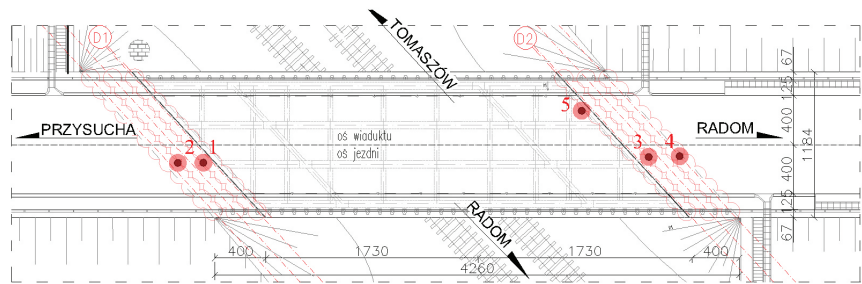 D1
D2
TOMASZÓW
PRZYSUCHA
RADOM
2
1
5
3
4
oś wiaduktu
oś jezdni
RADOM
67
125
400
400
125
67
1184
400
1730
1730
400
4260